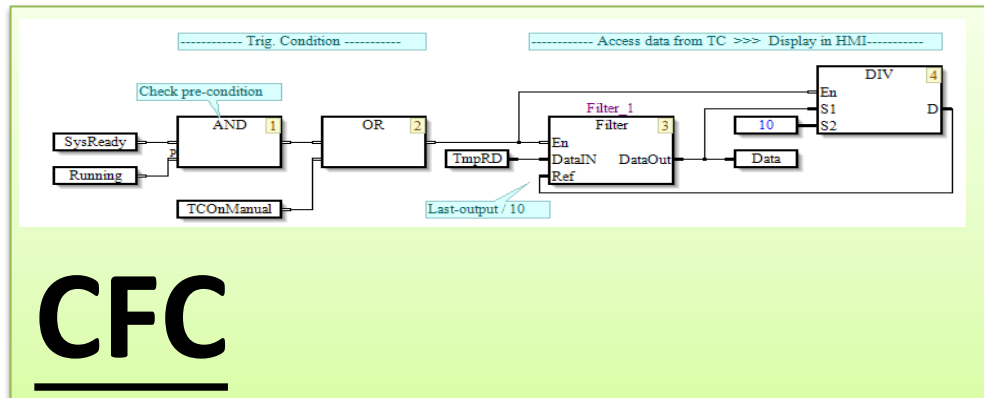 ------------ Trig. Condition -----------
------------ Access data from TC >>> Display in HMI-----------
Check pre-condition
AND 1
OR 2
SysReady
P
Running
TCOnManual
Filter_1
Filter 3
En
TmpRD
DataIN DataOut
Ref
Data
Last-output / 10
DIV 4
En
S1 D
10
S2
CFC